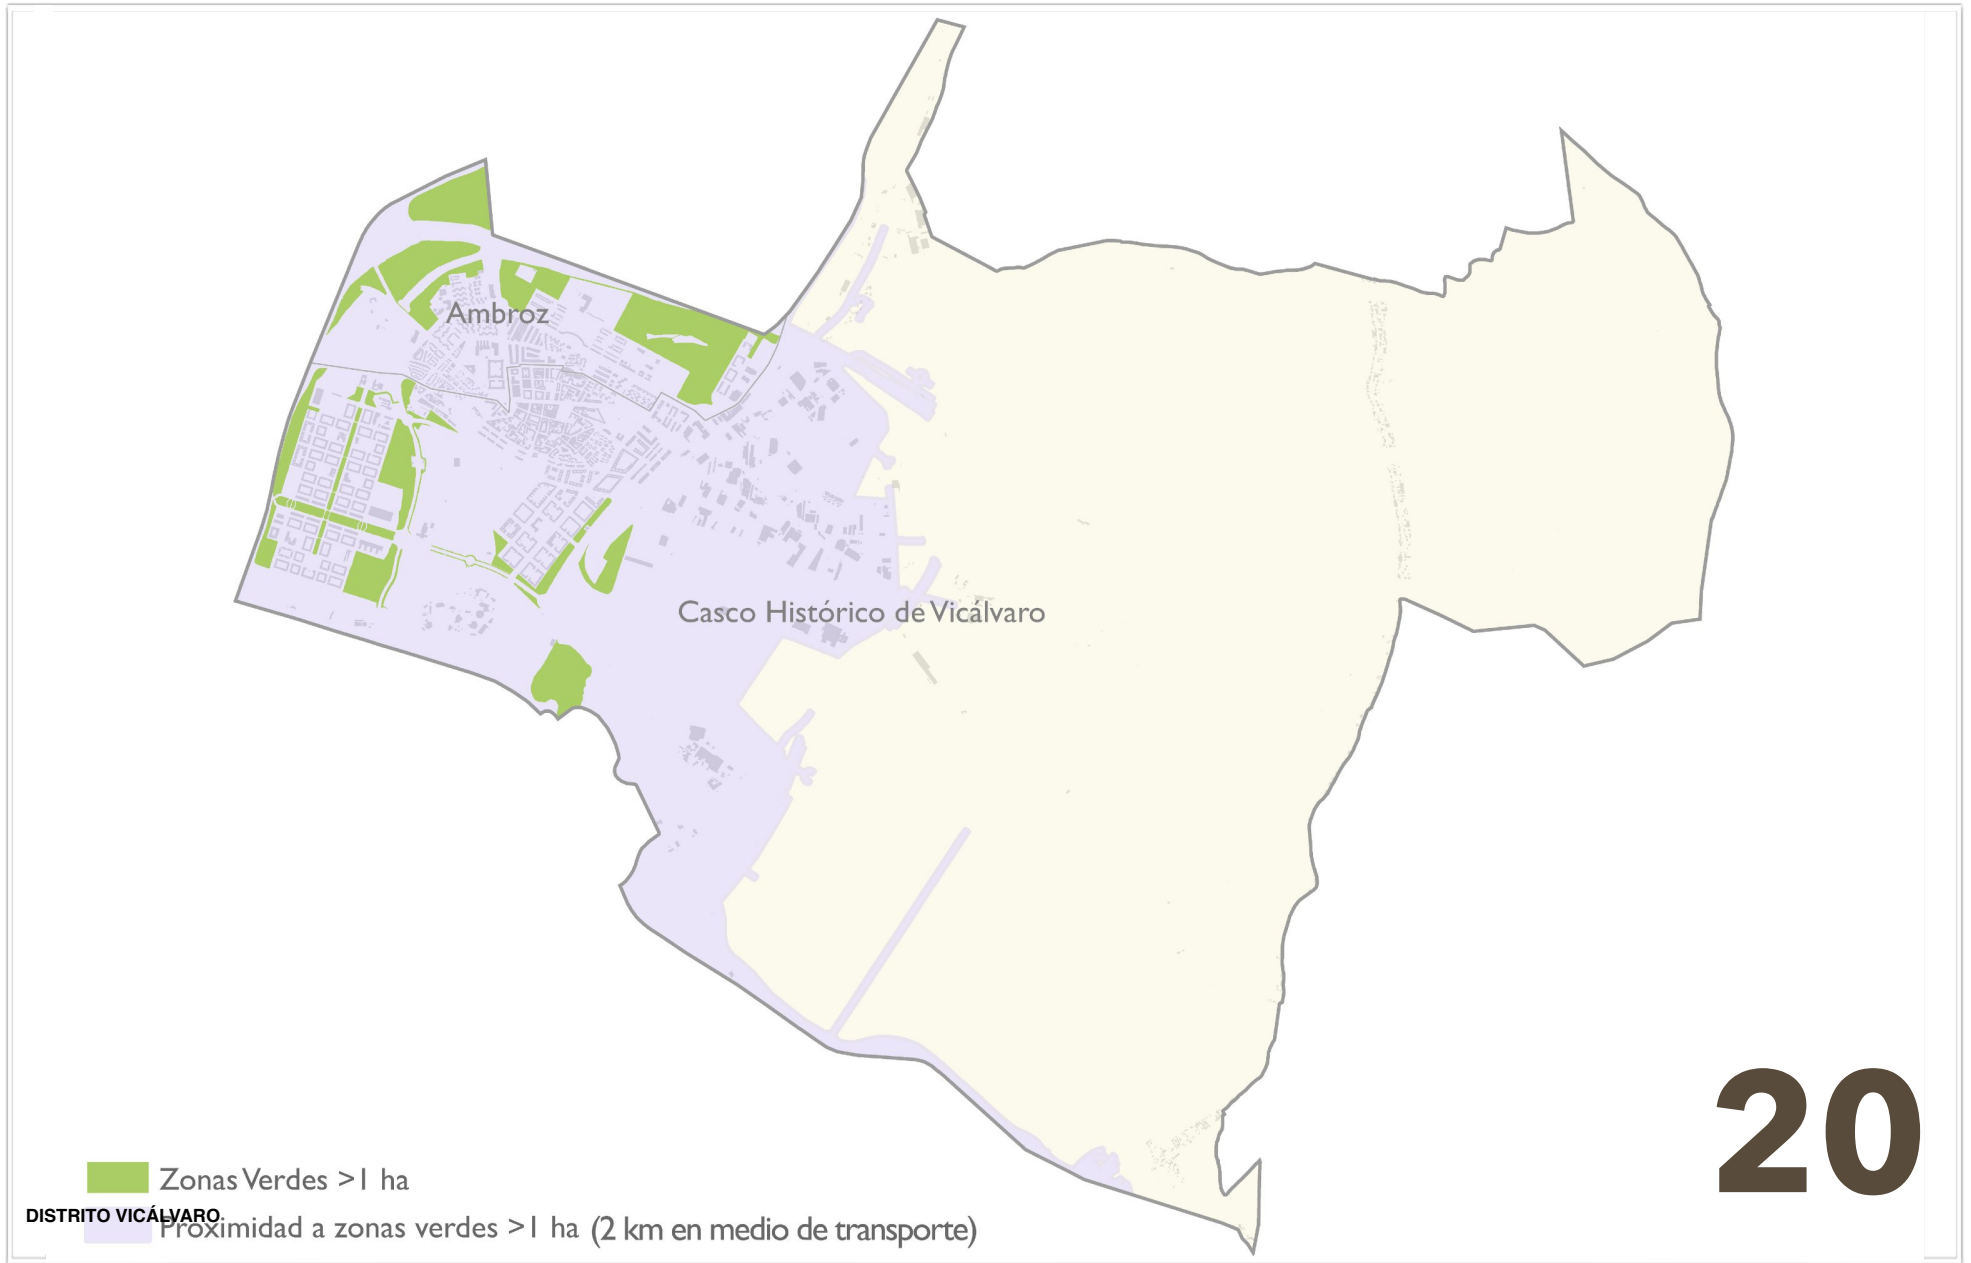 Ambroz
Casco Histórico de Vicálvaro
20
Zonas Verdes >1 ha
DISTRITO VICÁLVARO
Proximidad a zonas verdes >1 ha (2 km en medio de transporte)